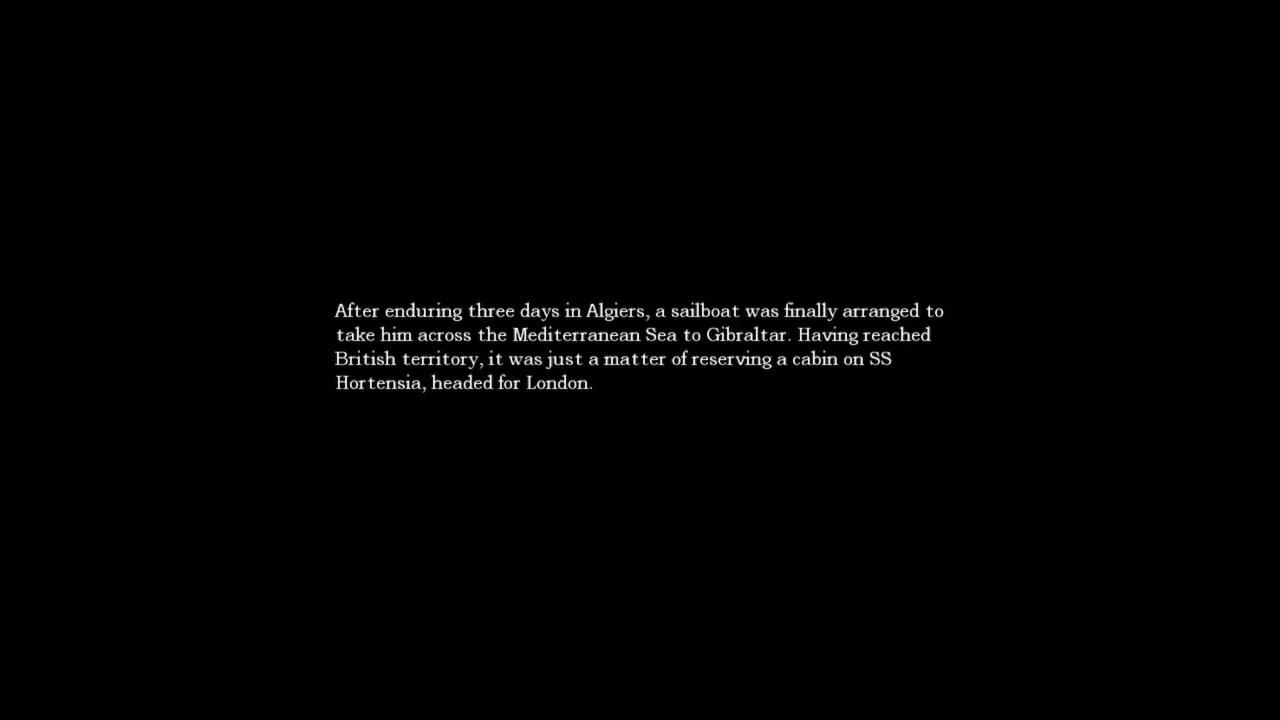 After enduring three days in Algiers, a sailboat was finally arranged to
take him across the Mediterranean Sea to Gibraltar. Having reached
British territory, it was just a matter of reserving a cabin on SS
Hortensia, headed for London.